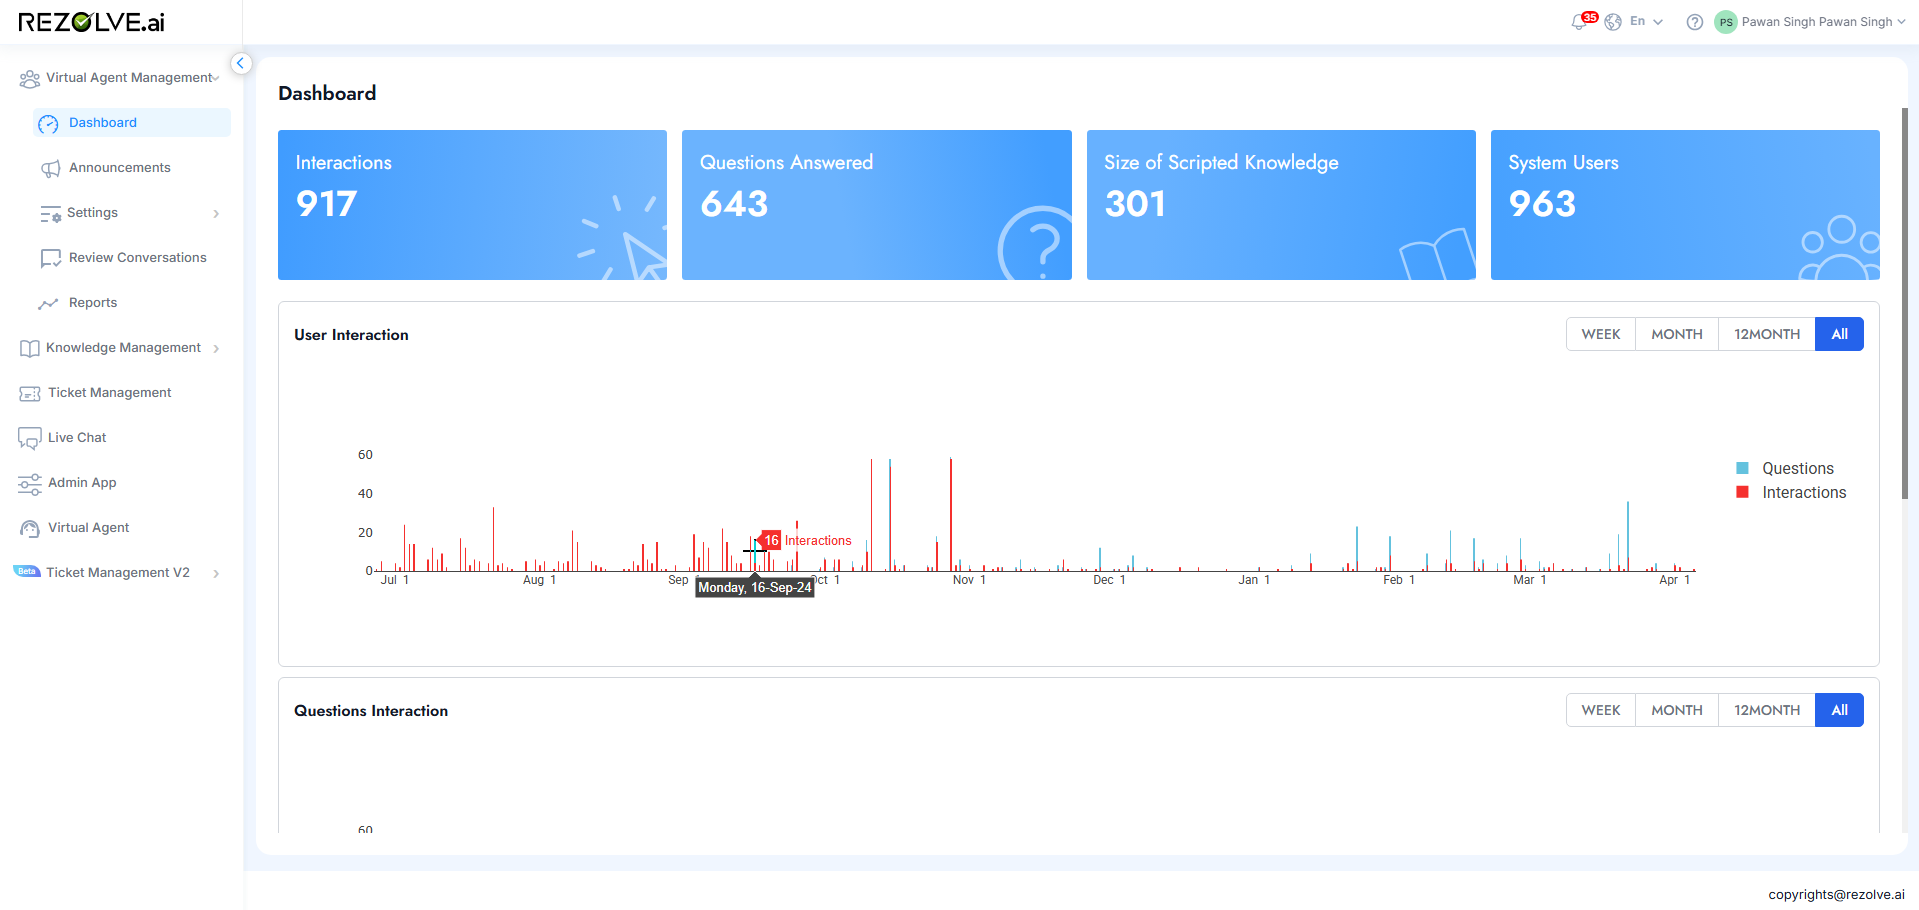 REZOLVE.ai
35
En
PS
Pawan Singh Pawan Singh
Virtual Agent Management
Dashboard
Announcements
Settings
Review Conversations
Reports
Knowledge Management
Ticket Management
Live Chat
Admin App
Virtual Agent
Beta Ticket Management V2
Dashboard
Interactions
917
Questions Answered
643
Size of Scripted Knowledge
301
System Users
963
User Interaction
WEEK MONTH 12MONTH All
60
40
20
0
16 Interactions
Jul 1 Aug 1 Sep Oct 1 Nov 1 Dec 1 Jan 1 Feb 1 Mar 1 Apr 1
Monday, 16-Sep-24
Questions
Interactions
Questions Interaction
WEEK MONTH 12MONTH All
60
copyrights@rezolve.ai